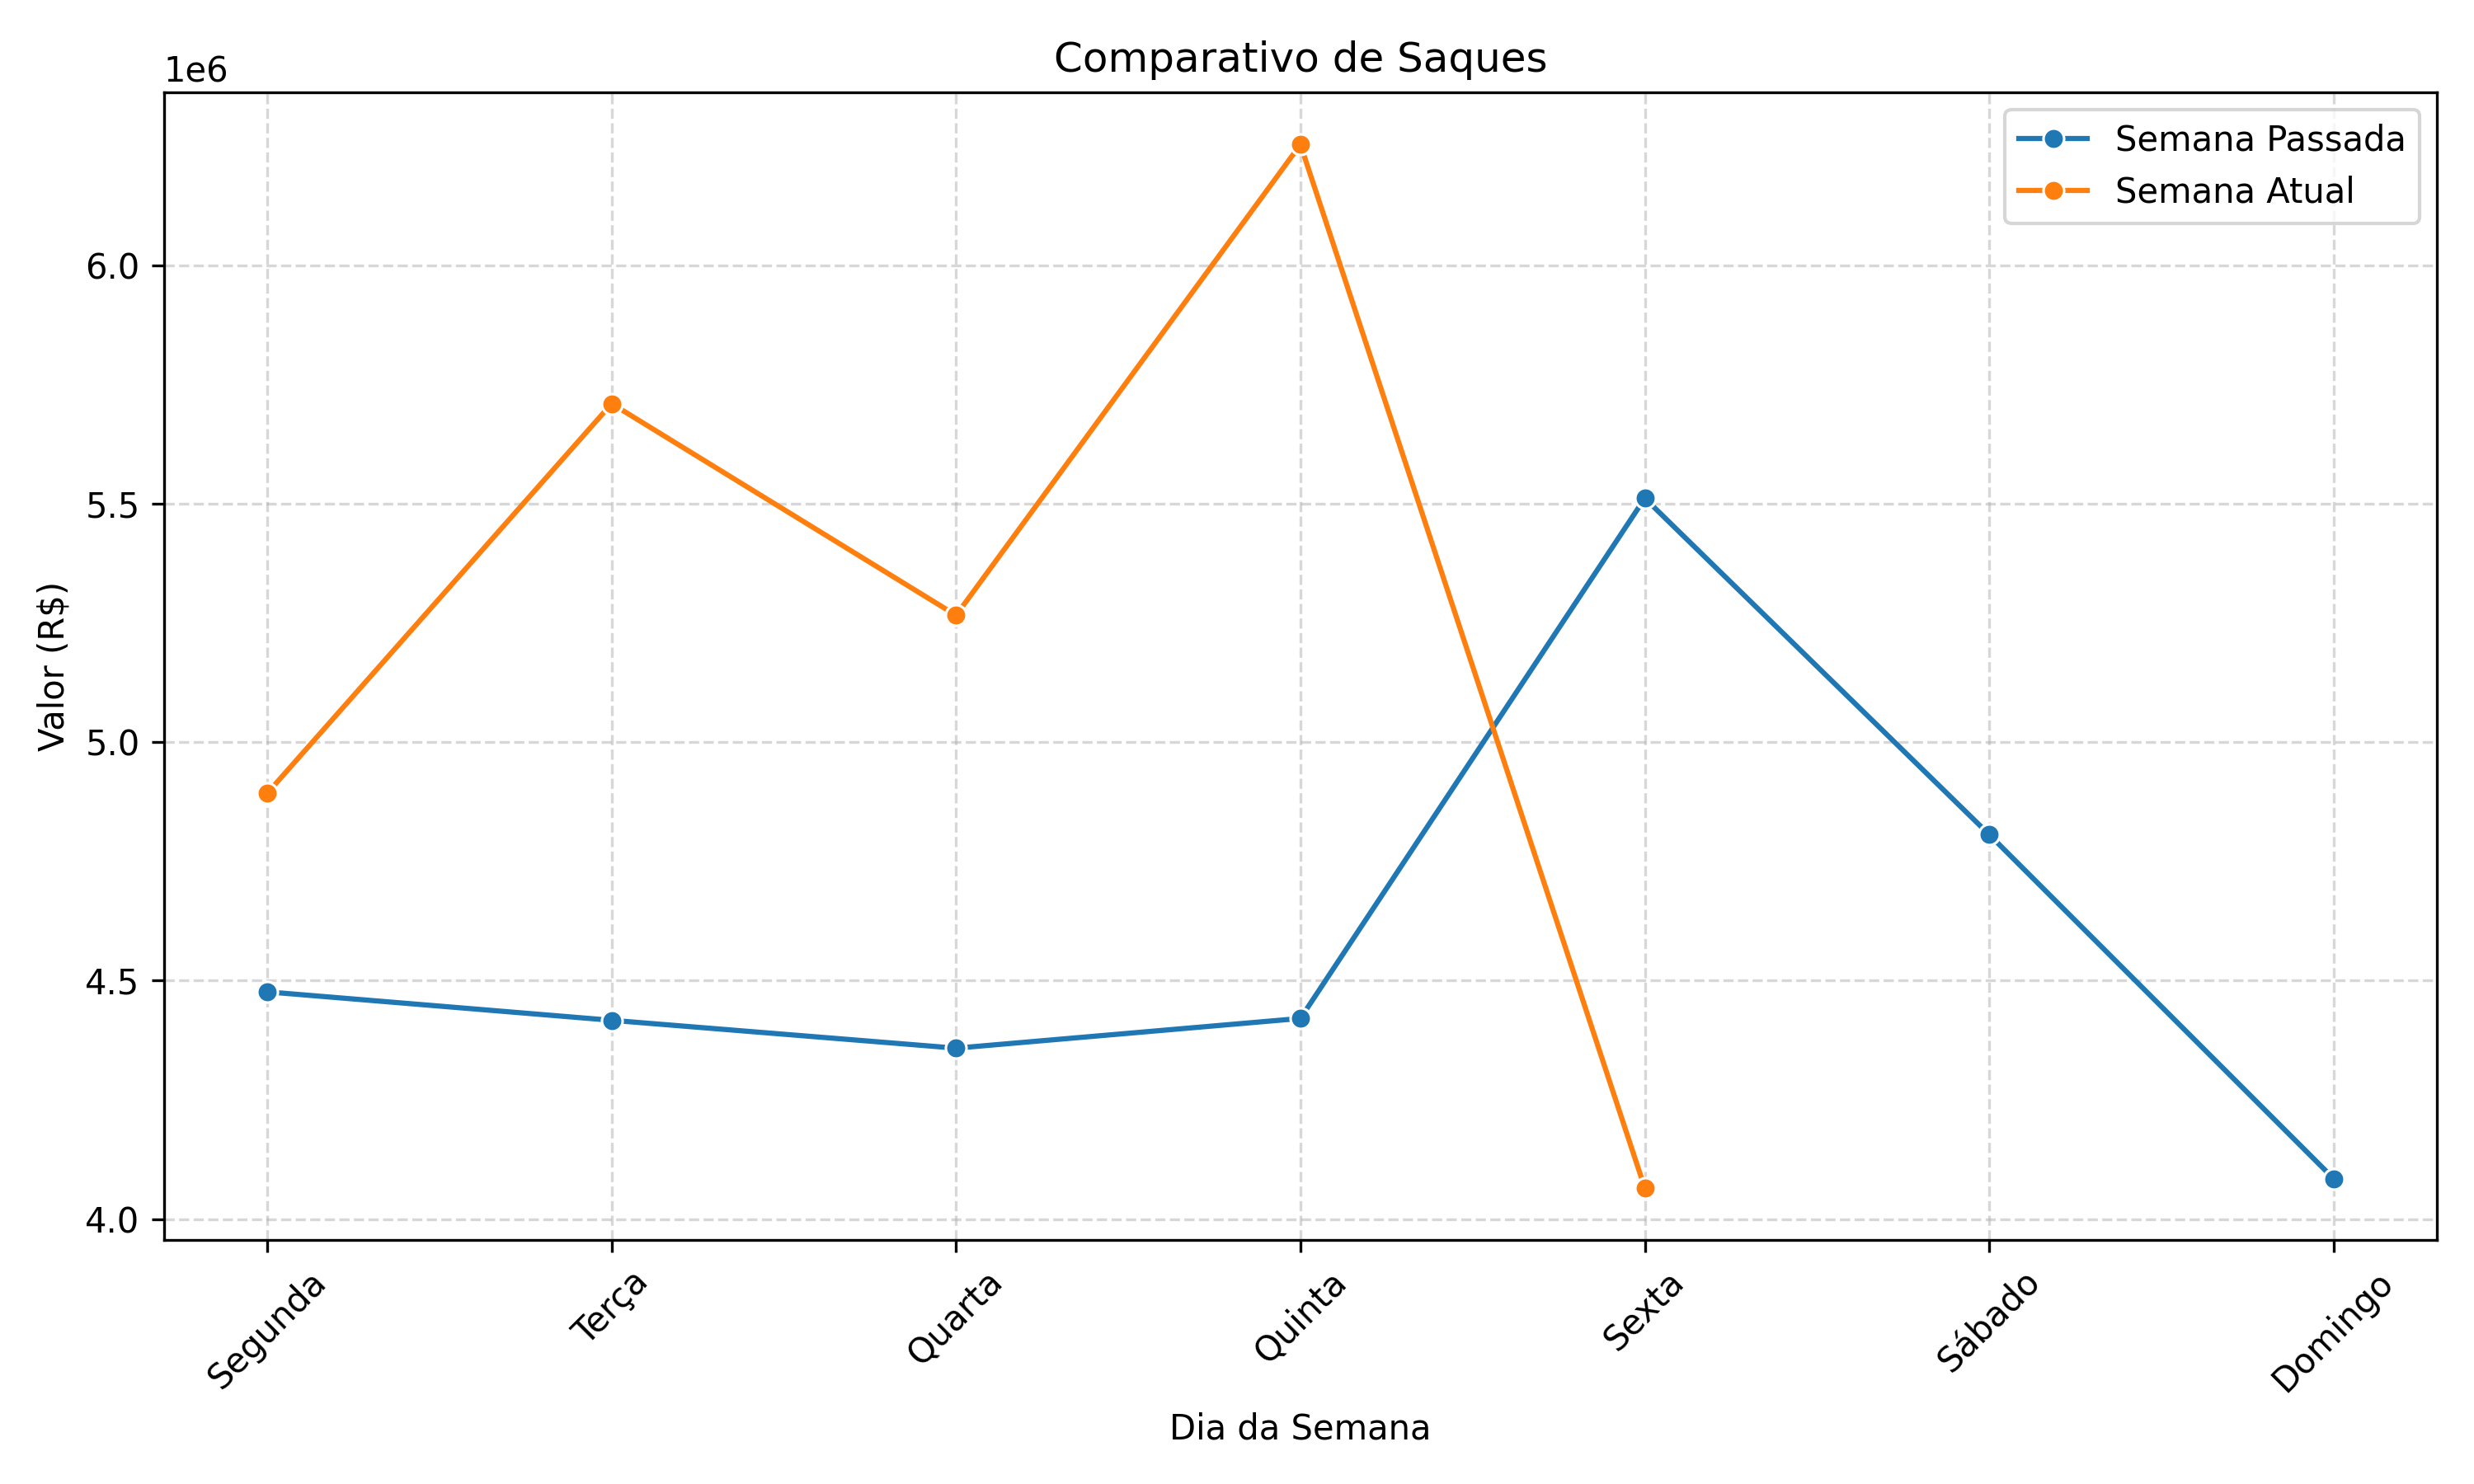 Comparativo de Saques
1e6
Semana Passada
Semana Atual
6.0
5.5
5.0
4.5
4.0
Valor (R$)
Segunda
Terça
Quarta
Quinta
Sexta
Sábado
Domingo
Dia da Semana